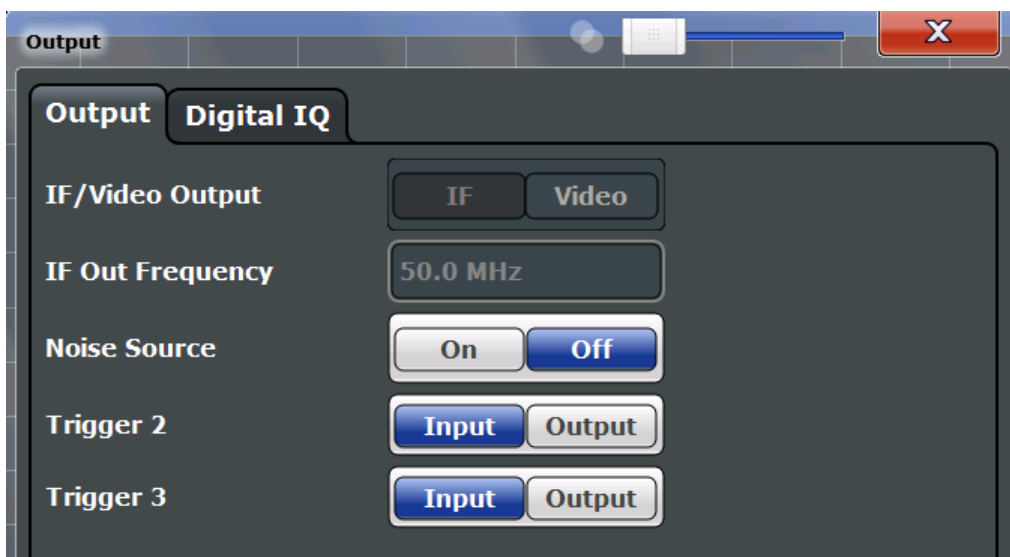 Output
X
Output Digital IQ
IF/Video Output IF Video
IF Out Frequency 50.0 MHz
Noise Source On Off
Trigger 2 Input Output
Trigger 3 Input Output